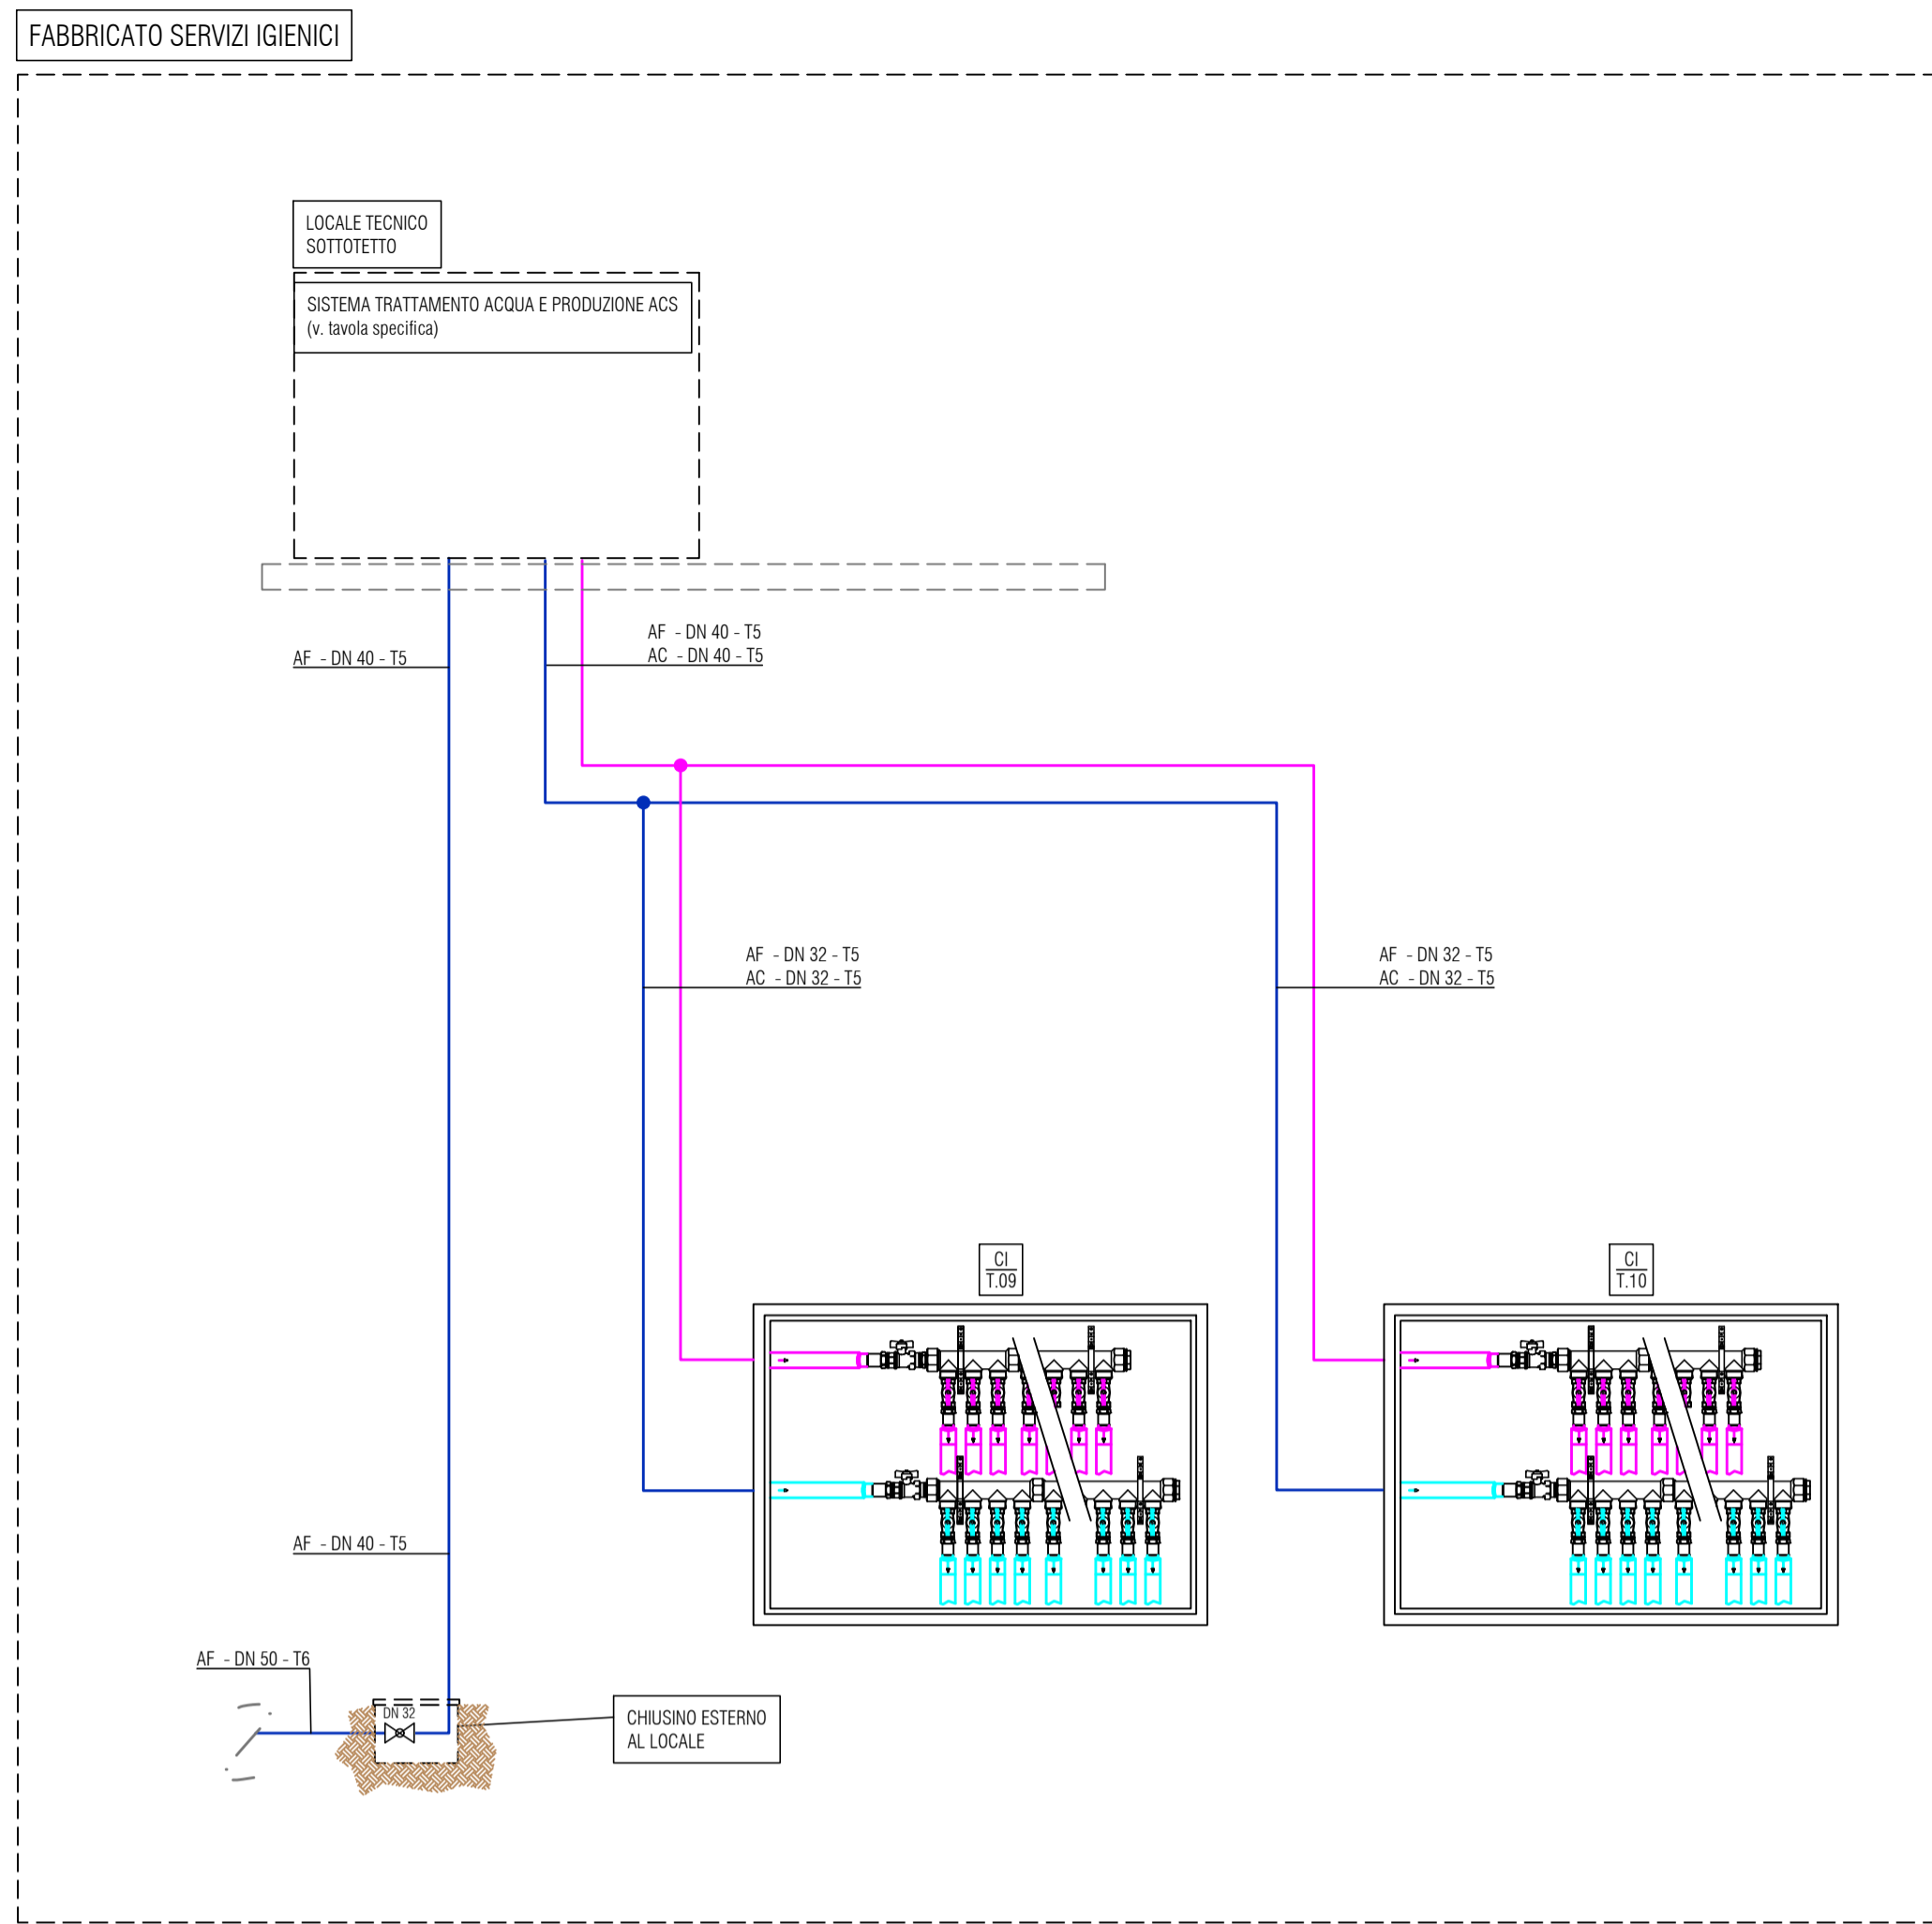 FABBRICATO SERVIZI IGIENICI
LOCALE TECNICO
SOTTOTETTO
SISTEMA TRATTAMENTO ACQUA E PRODUZIONE ACS
(v. tavola specifica)
AF - DN 40 - T5
AF - DN 40 - T5
AC - DN 40 - T5
AF - DN 32 - T5
AC - DN 32 - T5
AF - DN 32 - T5
AC - DN 32 - T5
CI
T.09
CI
T.10
AF - DN 40 - T5
AF - DN 50 - T6
DN 32
CHIUSINO ESTERNO
AL LOCALE